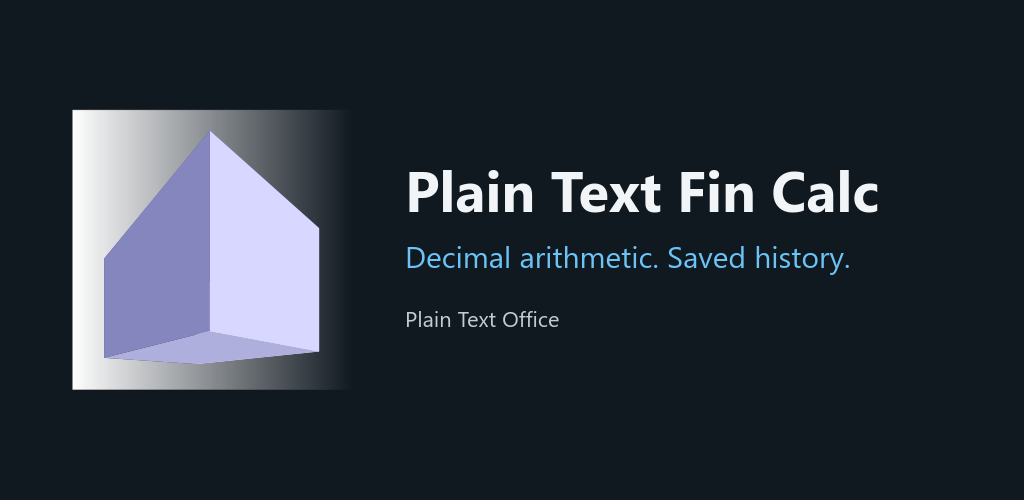 Plain Text Fin Calc
Decimal arithmetic. Saved history.
Plain Text Office